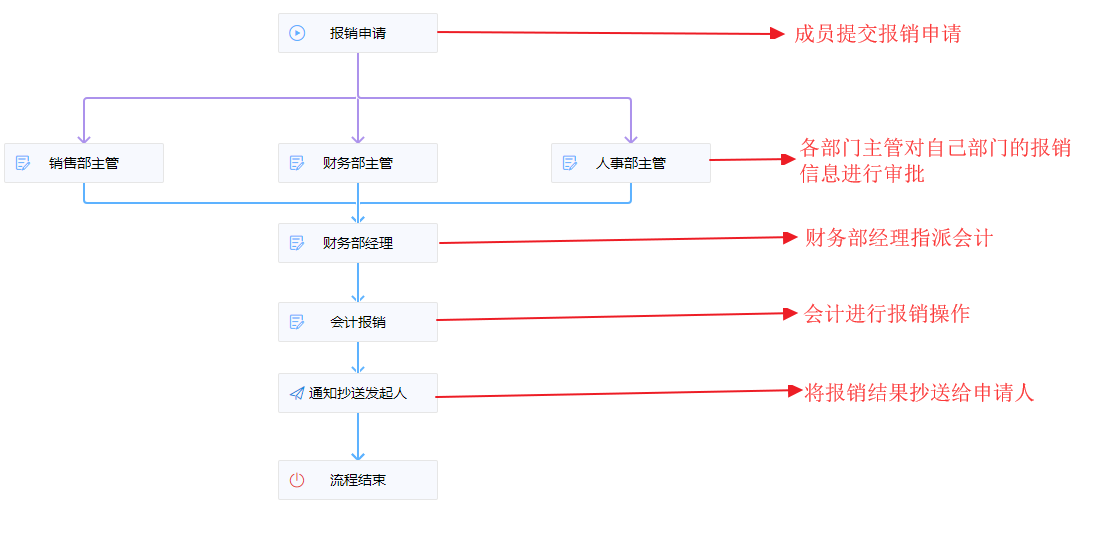 报销申请
成员提交报销申请
销售部主管
财务部主管
人事部主管
各部门主管对自己部门的报销
信息进行审批
财务部经理
财务部经理指派会计
会计报销
会计进行报销操作
通知抄送发起人
将报销结果抄送给申请人
流程结束